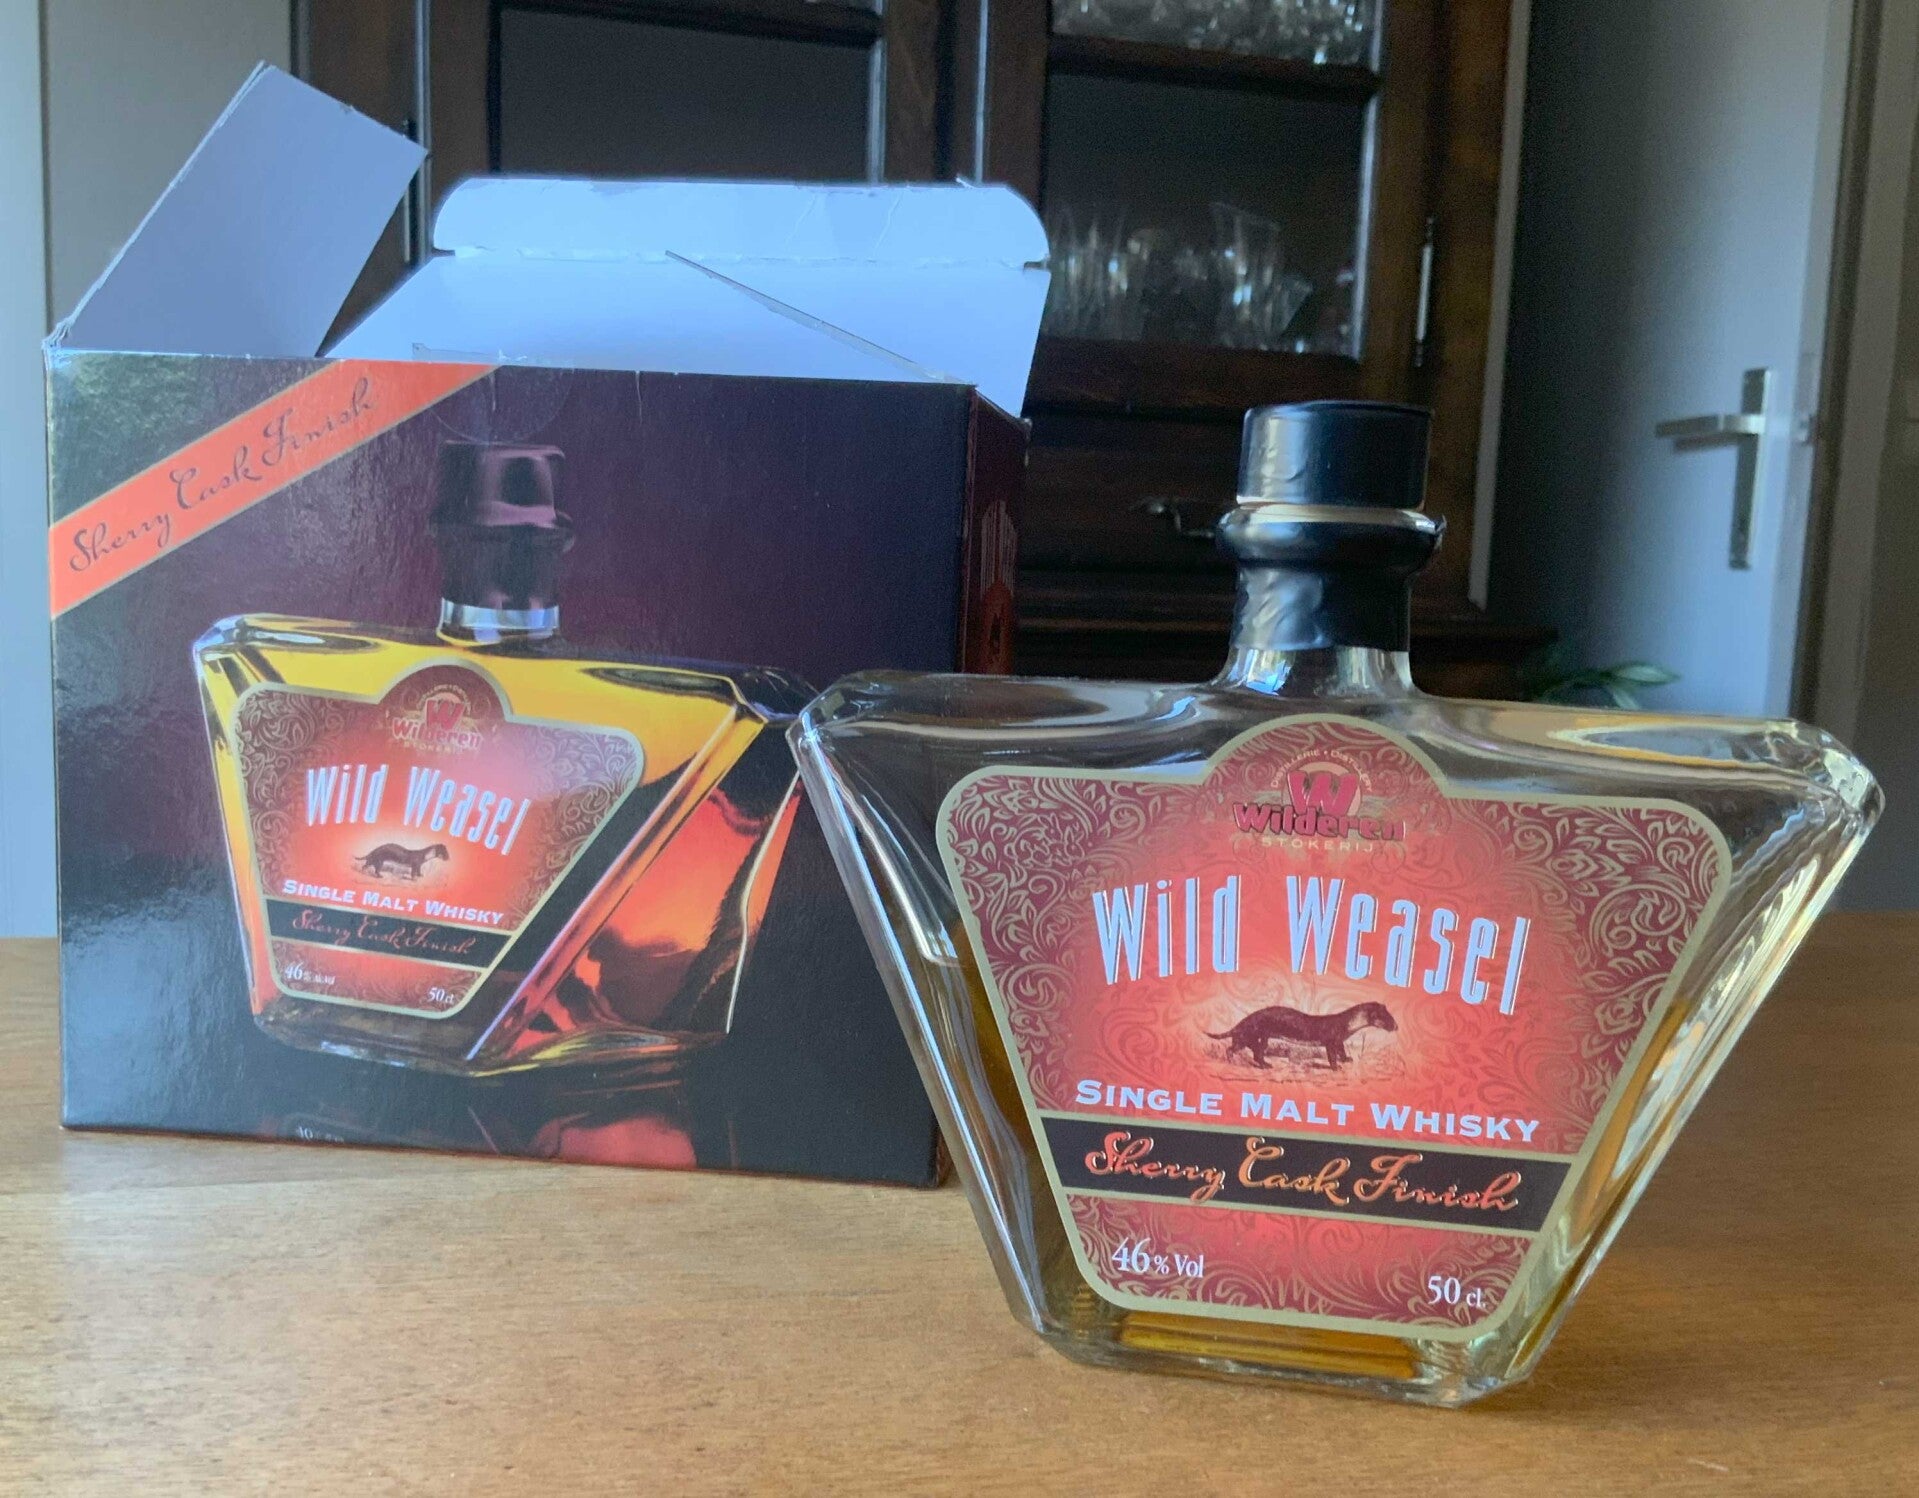 Sherry Cask Finish
W
Wilderen
STOKERIJ
Wild Weasel
SINGLE MALT WHISKY
Sherry Cask Finish
46% Vol
50 cl.
W
Wilderen
STOKERIJ
Wild Weasel
SINGLE MALT WHISKY
Sherry Cask Finish
46% Vol
50 cl.